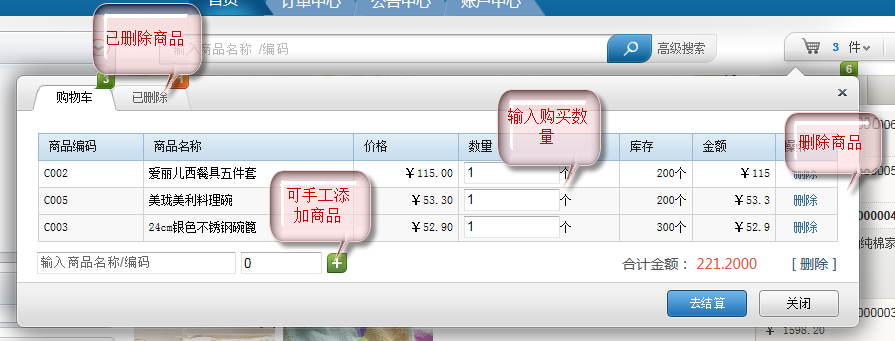 首页 订单中心 公告中心 账户中心
已删除商品
输入商品名称 /编码
高级搜索
3 件
6
购物车 3
已删除 1
×
输入购买数量
删除商品
商品编码 商品名称 价格 数量 库存 金额
C002 爱丽儿西餐具五件套 ¥115.00 1 个 200个 ¥115 删除
C005 美珑美利料理碗 ¥53.30 1 个 200个 ¥53.3 删除
C003 24cm银色不锈钢碗篦 ¥52.90 1 个 300个 ¥52.9 删除
可手工添加商品
输入商品名称/编码 0 +
合计金额： 221.2000 [ 删除 ]
去结算 关闭
¥ 1598.20